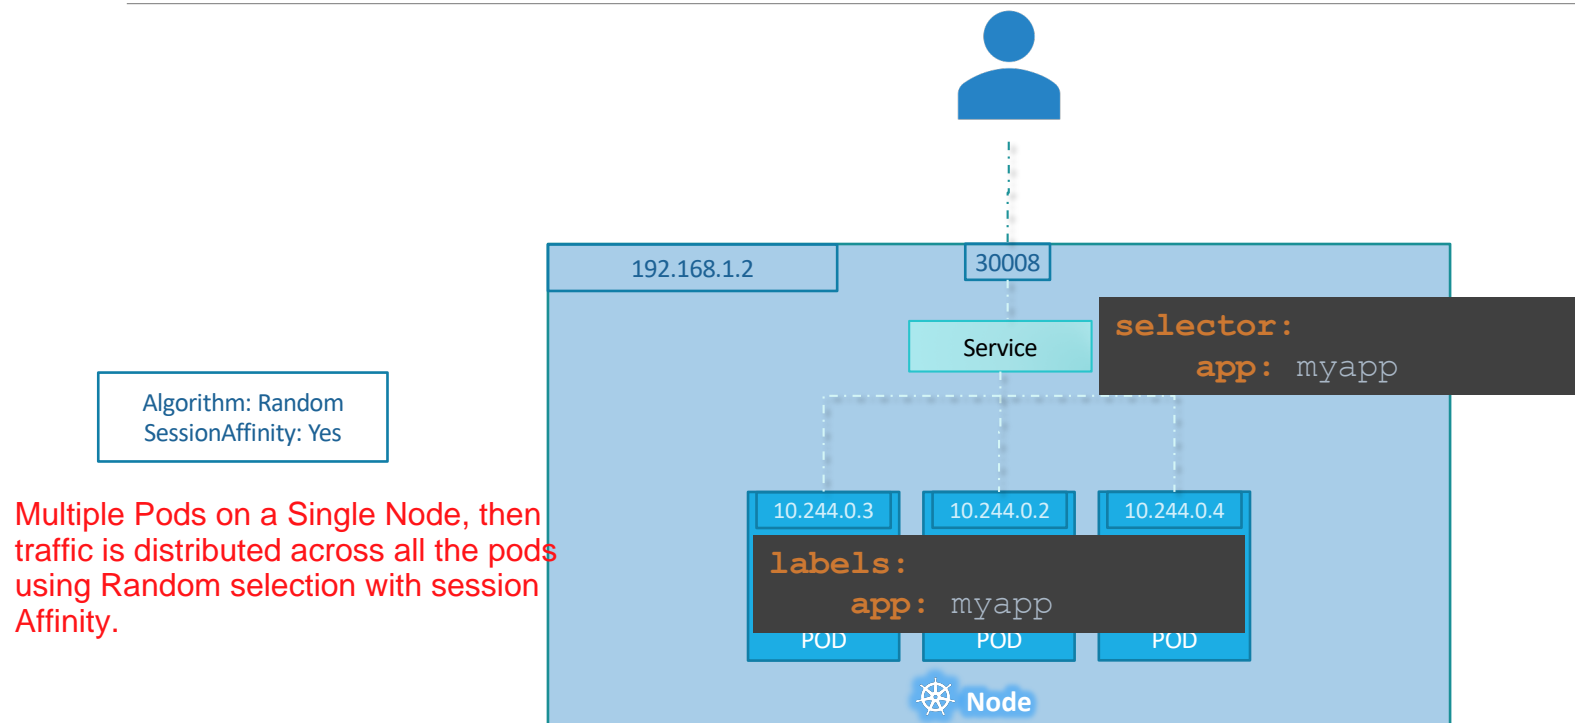 192.168.1.2
30008
Service
selector:
app: myapp
Algorithm: Random
SessionAffinity: Yes
Multiple Pods on a Single Node, then
traffic is distributed across all the pods
using Random selection with session
Affinity.
10.244.0.3
10.244.0.2
10.244.0.4
labels:
app: myapp
POD
POD
POD
Node